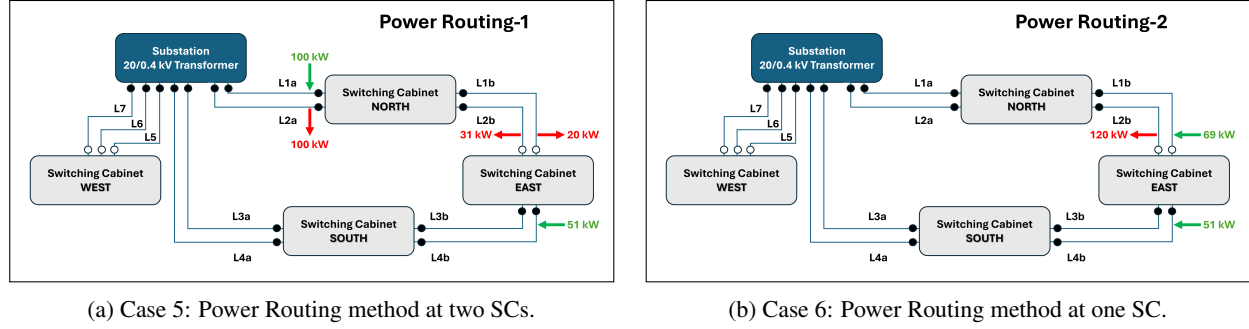 Power Routing-1
Substation
20/0.4 kV Transformer
100 kW
L1a
L1b
Switching Cabinet
NORTH
L7
L6
L5
L2a
L2b
100 kW
31 kW
20 kW
Switching Cabinet
WEST
Switching Cabinet
EAST
L3a
L3b
Switching Cabinet
SOUTH
51 kW
L4a
L4b
(a) Case 5: Power Routing method at two SCs.
Power Routing-2
Substation
20/0.4 kV Transformer
L1a
L1b
Switching Cabinet
NORTH
L7
L6
L5
L2a
L2b
120 kW
69 kW
Switching Cabinet
WEST
Switching Cabinet
EAST
L3a
L3b
Switching Cabinet
SOUTH
51 kW
L4a
L4b
(b) Case 6: Power Routing method at one SC.